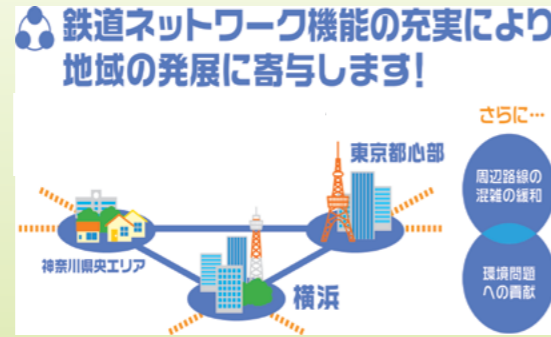 鉄道ネットワーク機能の充実により
地域の発展に寄与します!
さらに…
東京都心部
周辺路線の
混雑の緩和
神奈川県央エリア
横浜
環境問題
への貢献